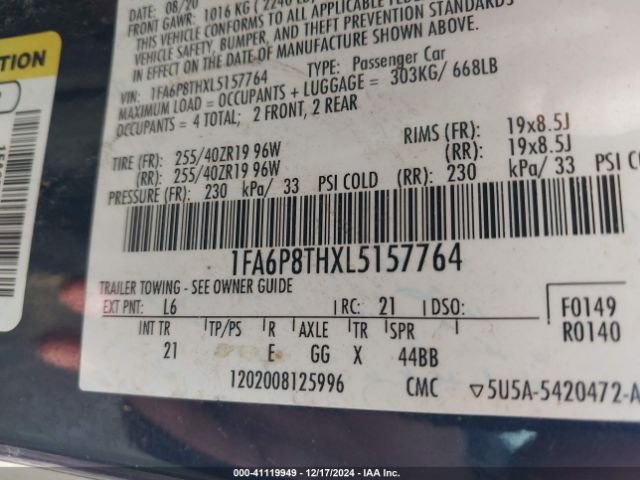 DATE: 08/20
FRONT GAWR: 1016 KG (2240 LB)
THIS VEHICLE CONFORMS TO ALL APPLICABLE FEDERAL
VEHICLE SAFETY, BUMPER, AND THEFT PREVENTION
IN EFFECT ON THE DATE OF MANUFACTURE
VIN: 1FA6P8THXL5157764 TYPE: Passenger Car
MAXIMUM LOAD = OCCUPANTS + LUGGAGE = 303KG/ 668LB
OCCUPANTS = 4 TOTAL; 2 FRONT, 2 REAR
TIRE (FR): 255/40ZR19 96W RIMS (FR): 19x8.5J
(RR): 255/40ZR19 96W (RR): 19x8.5J
PRESSURE (FR): 230 kPa/ 33 PSI COLD (RR): 230 kPa/ 33 PSI CO
1FA6P8THXL5157764
TRAILER TOWING - SEE OWNER GUIDE
EXT PNT: L6 RC: 21 DSO: F0149
INT TR TP/PS R AXLE TR SPR R0140
21 E GG X 44BB
1202008125996 CMC ▽5U5A-5420472-A
000-41119949 - 12/17/2024 - IAA Inc.